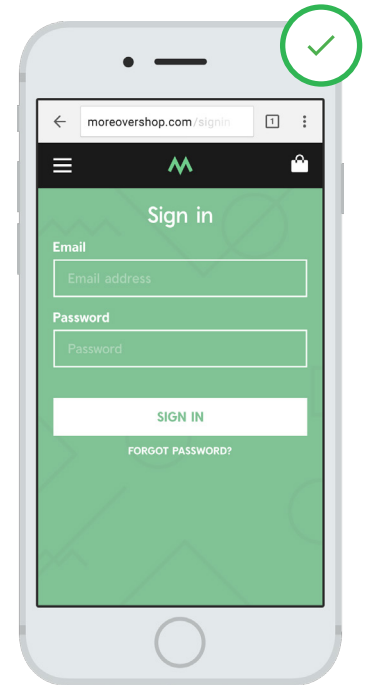 moreovershop.com/signin
1
Sign in
Email
Email address
Password
Password
SIGN IN
FORGOT PASSWORD?